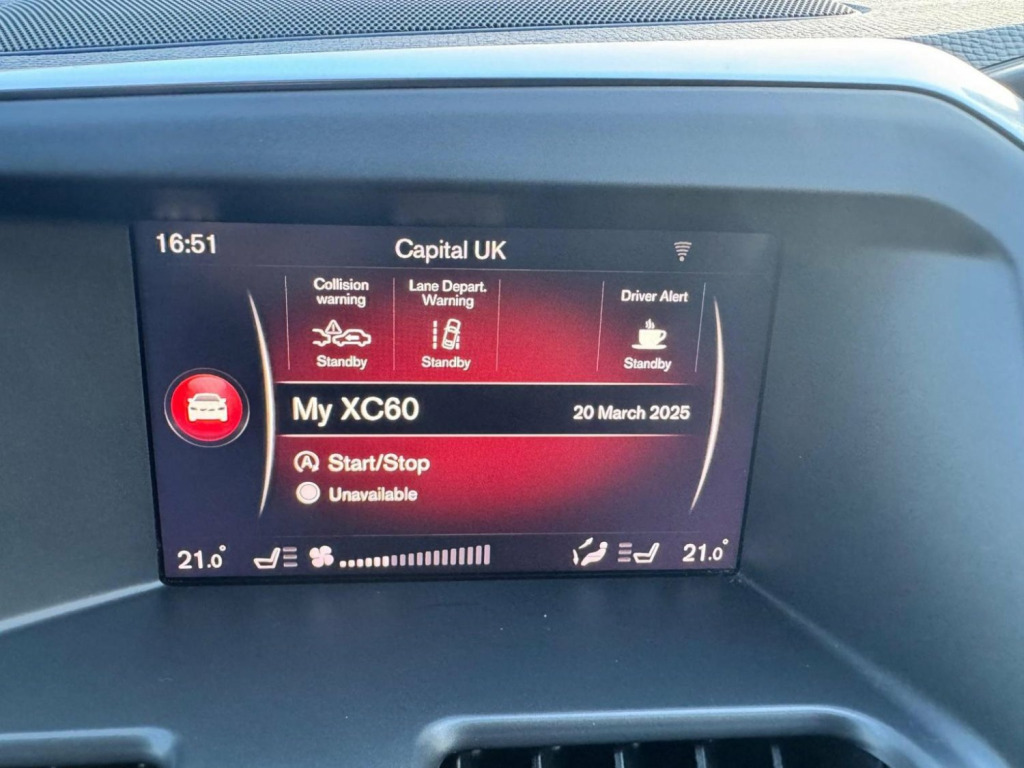 16:51
Capital UK
Collision
warning
Standby
Lane Depart.
Warning
Standby
Driver Alert
Standby
My XC60
20 March 2025
A Start/Stop
Unavailable
21.0°
21.0°